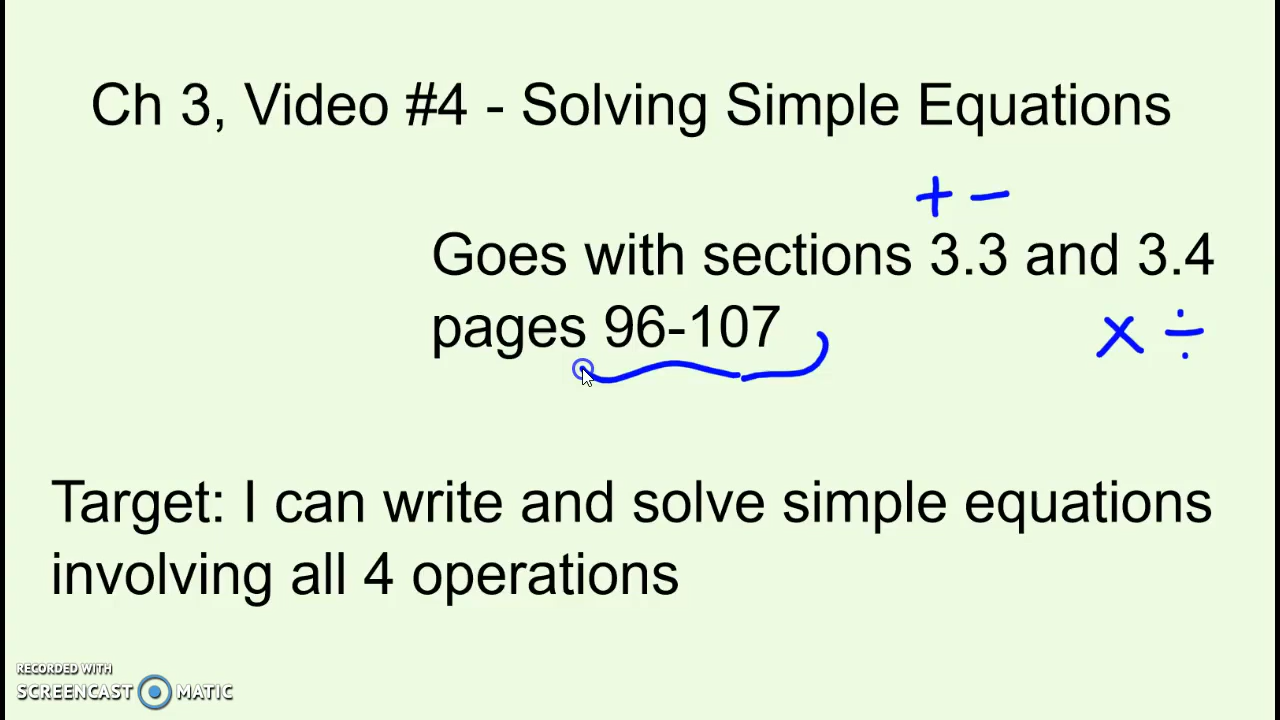 Ch 3, Video #4 - Solving Simple Equations
+ −
Goes with sections 3.3 and 3.4
pages 96-107
x ÷
Target: I can write and solve simple equations
involving all 4 operations
RECORDED WITH
SCREENCAST MATIC